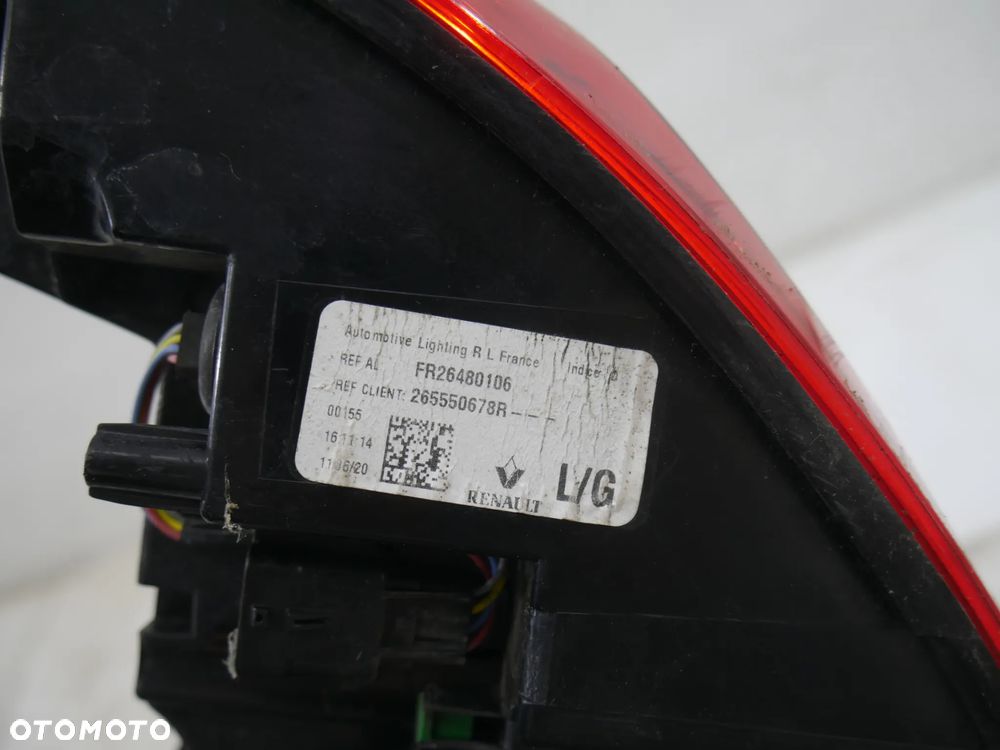 Automotive Lighting R L France Indice
REF AL FR26480106
REF CLIENT: 265550678R---
00155
16:11:14
11/06/20
RENAULT
L/G
OTOMOTO